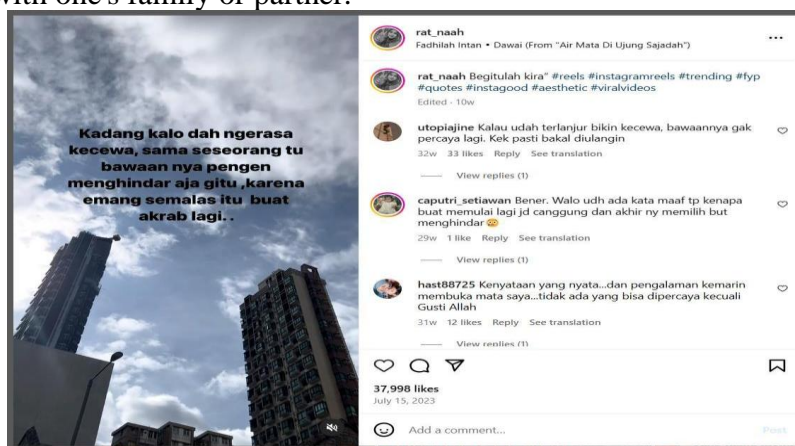 with one's family or partner.
Kadang kalo dah ngerasa
kecewa, sama seseorang tu
bawaan nya pengen
menghindar aja gitu ,karena
emang semalas itu buat
akrab lagi. .
rat_naah
Fadhilah Intan • Dawai (From "Air Mata Di Ujung Sajadah")
rat_naah Begitulah kira" #reels #instagramreels #trending #fyp
#quotes #instagood #aesthetic #viralvideos
Edited · 10w
utopiajine Kalau udah terlanjur bikin kecewa, bawaannya gak
percaya lagi. Kek pasti bakal diulangin
32w 33 likes Reply See translation
View replies (1)
caputri_setiawan Bener. Walo udh ada kata maaf tp kenapa
buat memulai lagi jd canggung dan akhir ny memilih but
menghindar
29w 1 like Reply See translation
View replies (1)
hast88725 Kenyataan yang nyata...dan pengalaman kemarin
membuka mata saya...tidak ada yang bisa dipercaya kecuali
Gusti Allah
31w 12 likes Reply See translation
View replies (1)
37,998 likes
July 15, 2023
Add a comment...
Post